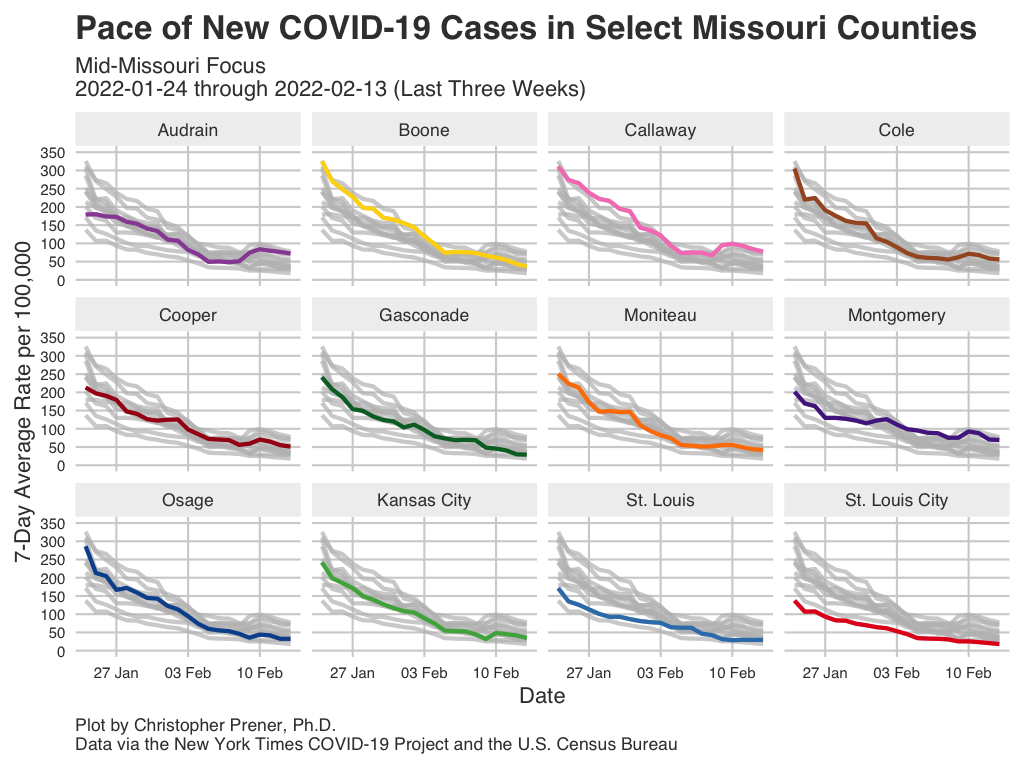 Pace of New COVID-19 Cases in Select Missouri Counties
Mid-Missouri Focus
2022-01-24 through 2022-02-13 (Last Three Weeks)
7-Day Average Rate per 100,000
Audrain Boone Callaway Cole
350
300
250
200
150
100
50
0
Cooper Gasconade Moniteau Montgomery
350
300
250
200
150
100
50
0
Osage Kansas City St. Louis St. Louis City
350
300
250
200
150
100
50
0
27 Jan 03 Feb 10 Feb 27 Jan 03 Feb 10 Feb 27 Jan 03 Feb 10 Feb 27 Jan 03 Feb 10 Feb
Date
Plot by Christopher Prener, Ph.D.
Data via the New York Times COVID-19 Project and the U.S. Census Bureau